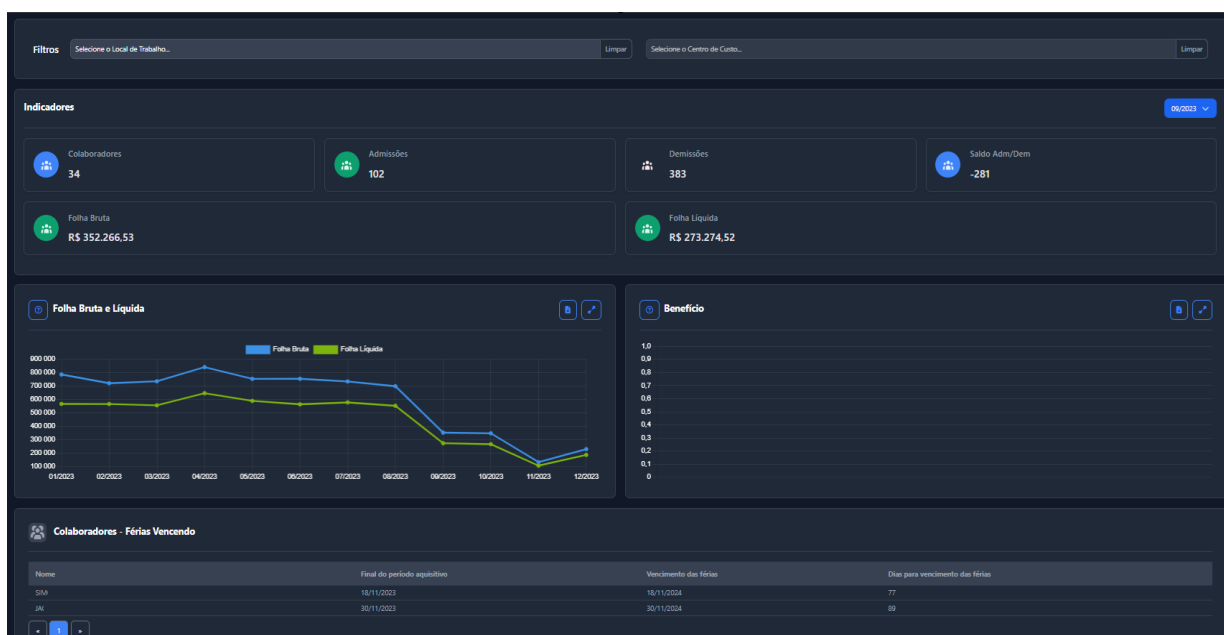 Filtros Selecione o Local de Trabalho... Limpar Selecione o Centro de Custo... Limpar
Indicadores 09/2023
Colaboradores Admissões Demissões Saldo Adm/Dem
34 102 383 -281
Folha Bruta Folha Líquida
R$ 352.266,53 R$ 273.274,52
Folha Bruta e Líquida
Folha Bruta Folha Líquida
900 000
800 000
700 000
600 000
500 000
400 000
300 000
200 000
100 000
01/2023 02/2023 03/2023 04/2023 05/2023 06/2023 07/2023 08/2023 09/2023 10/2023 11/2023 12/2023
Benefício
1,0
0,9
0,8
0,7
0,6
0,5
0,4
0,3
0,2
0,1
0
Colaboradores - Férias Vencendo
Nome Final do período aquisitivo Vencimento das férias Dias para vencimento das férias
18/11/2023 18/11/2024 77
30/11/2023 30/11/2024 89
« 1 »